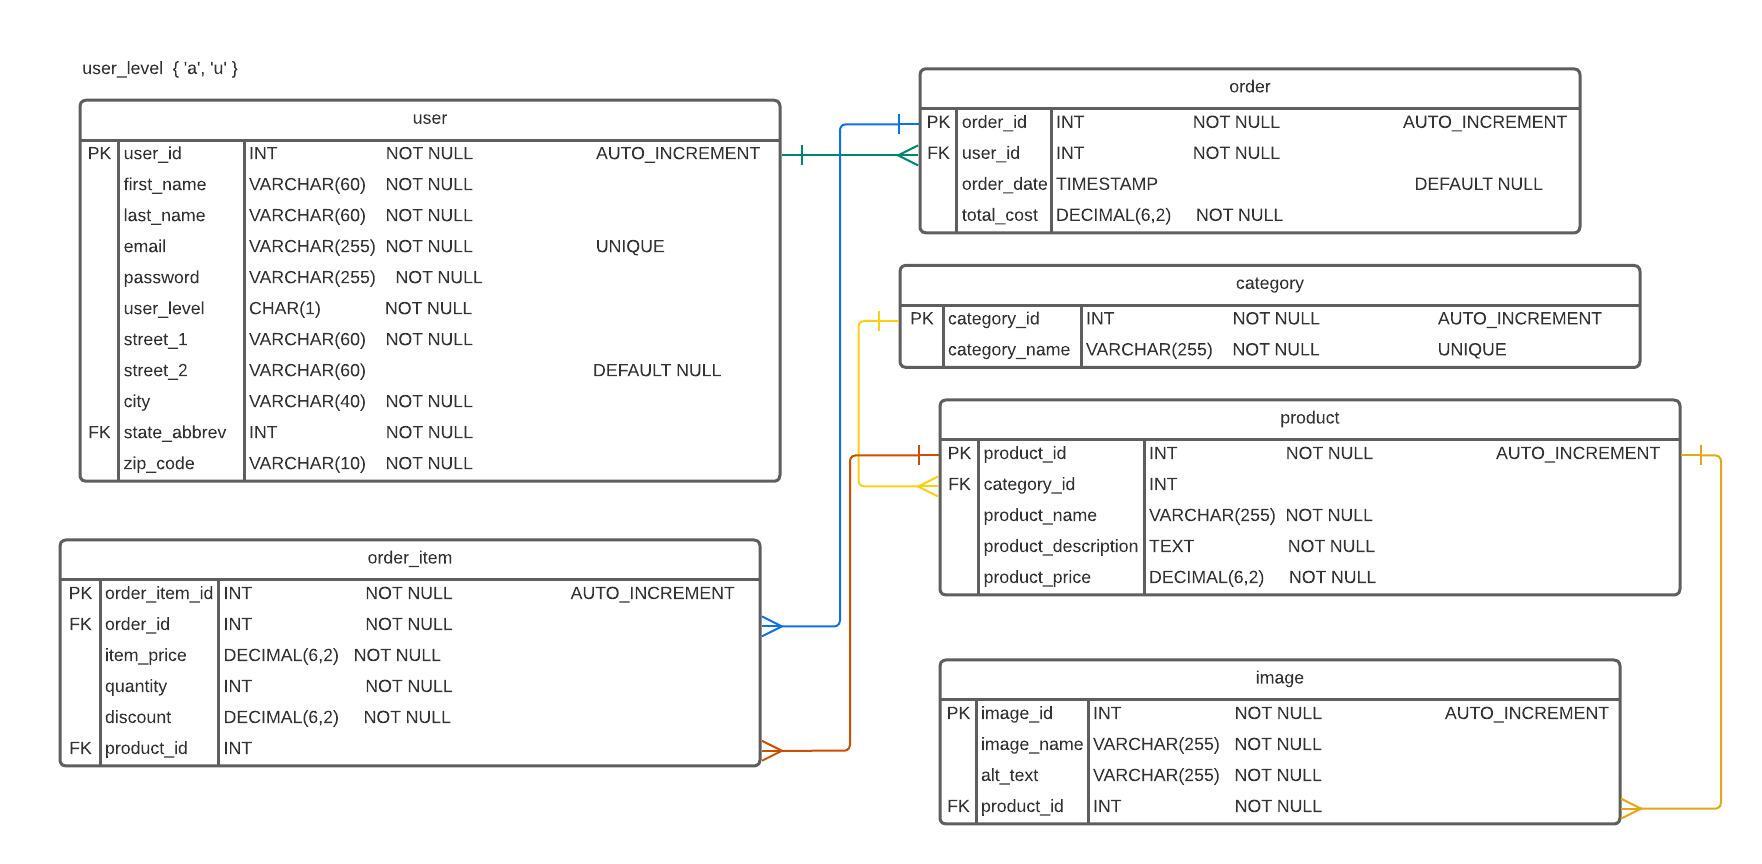 user_level { 'a', 'u' }
user
PK user_id INT NOT NULL AUTO_INCREMENT
first_name VARCHAR(60) NOT NULL
last_name VARCHAR(60) NOT NULL
email VARCHAR(255) NOT NULL UNIQUE
password VARCHAR(255) NOT NULL
user_level CHAR(1) NOT NULL
street_1 VARCHAR(60) NOT NULL
street_2 VARCHAR(60) DEFAULT NULL
city VARCHAR(40) NOT NULL
FK state_abbrev INT NOT NULL
zip_code VARCHAR(10) NOT NULL
order
PK order_id INT NOT NULL AUTO_INCREMENT
FK user_id INT NOT NULL
order_date TIMESTAMP DEFAULT NULL
total_cost DECIMAL(6,2) NOT NULL
category
PK category_id INT NOT NULL AUTO_INCREMENT
category_name VARCHAR(255) NOT NULL UNIQUE
product
PK product_id INT NOT NULL AUTO_INCREMENT
FK category_id INT
product_name VARCHAR(255) NOT NULL
product_description TEXT NOT NULL
product_price DECIMAL(6,2) NOT NULL
order_item
PK order_item_id INT NOT NULL AUTO_INCREMENT
FK order_id INT NOT NULL
item_price DECIMAL(6,2) NOT NULL
quantity INT NOT NULL
discount DECIMAL(6,2) NOT NULL
FK product_id INT
image
PK image_id INT NOT NULL AUTO_INCREMENT
image_name VARCHAR(255) NOT NULL
alt_text VARCHAR(255) NOT NULL
FK product_id INT NOT NULL